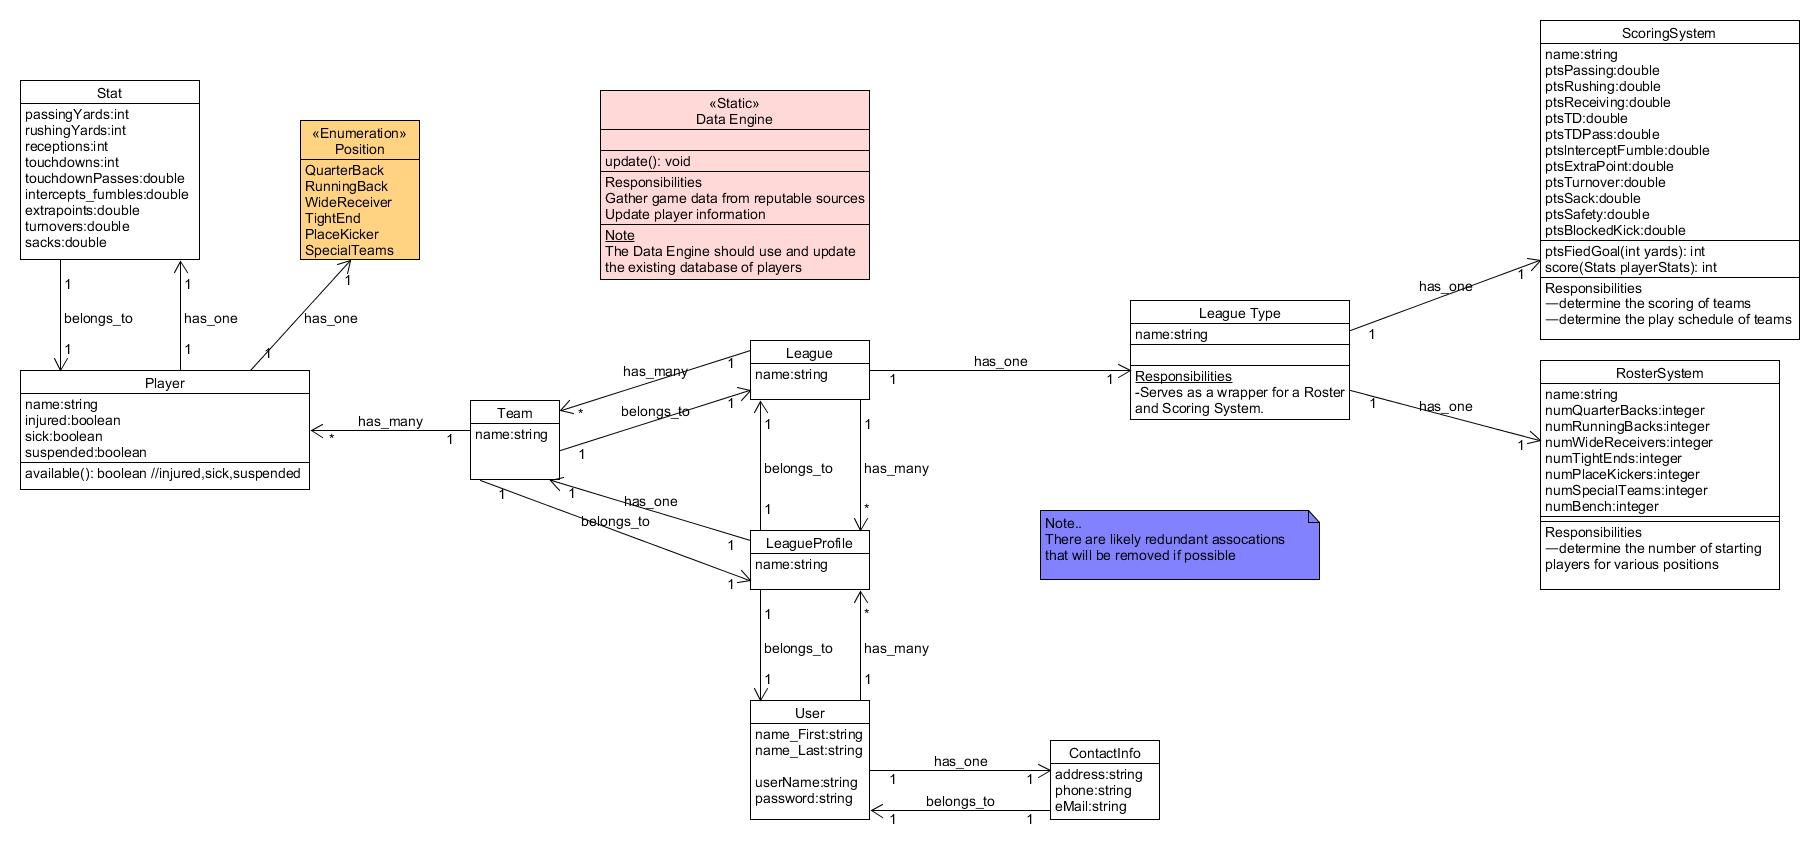 Stat
passingYards:int
rushingYards:int
receptions:int
touchdowns:int
touchdownPasses:double
intercepts_fumbles:double
extrapoints:double
turnovers:double
sacks:double
«Enumeration»
Position
QuarterBack
RunningBack
WideReceiver
TightEnd
PlaceKicker
SpecialTeams
«Static»
Data Engine
update(): void
Responsibilities
Gather game data from reputable sources
Update player information
Note
The Data Engine should use and update
the existing database of players
ScoringSystem
name:string
ptsPassing:double
ptsRushing:double
ptsReceiving:double
ptsTD:double
ptsTDPass:double
ptsInterceptFumble:double
ptsExtraPoint:double
ptsTurnover:double
ptsSack:double
ptsSafety:double
ptsBlockedKick:double
ptsFiedGoal(int yards): int
score(Stats playerStats): int
Responsibilities
—determine the scoring of teams
—determine the play schedule of teams
1
belongs_to
1
1
has_one
1
1
has_one
1
Player
name:string
injured:boolean
sick:boolean
suspended:boolean
available(): boolean //injured,sick,suspended
has_many
*
1
Team
name:string
has_many
1
*
belongs_to
1
1
League
name:string
has_one
1
1
League Type
name:string
Responsibilities
-Serves as a wrapper for a Roster
and Scoring System.
has_one
1
1
has_one
1
1
RosterSystem
name:string
numQuarterBacks:integer
numRunningBacks:integer
numWideReceivers:integer
numTightEnds:integer
numPlaceKickers:integer
numSpecialTeams:integer
numBench:integer
Responsibilities
—determine the number of starting
players for various positions
1
belongs_to
1
1
has_many
*
1
has_one
1
1
belongs_to
1
LeagueProfile
name:string
Note..
There are likely redundant assocations
that will be removed if possible
1
belongs_to
1
*
has_many
1
User
name_First:string
name_Last:string
userName:string
password:string
has_one
1
1
belongs_to
1
1
ContactInfo
address:string
phone:string
eMail:string